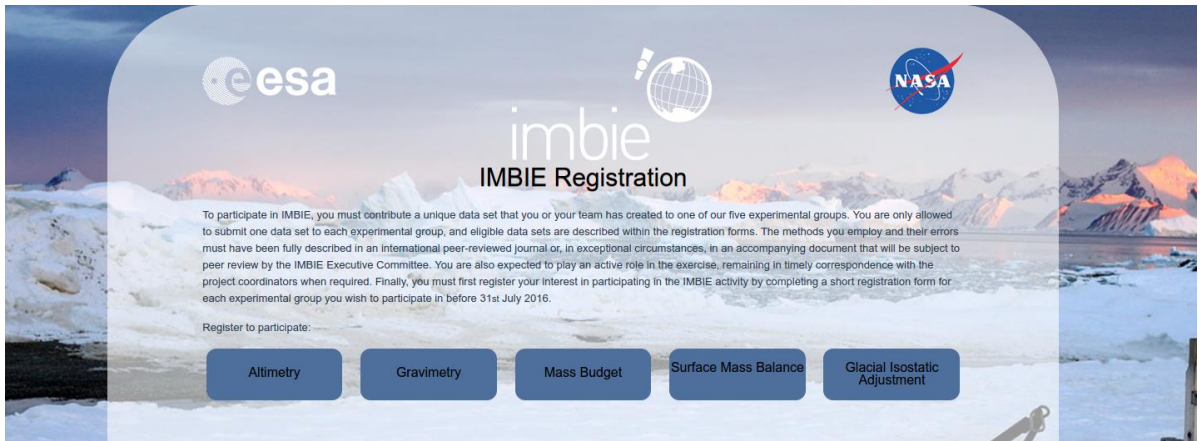 esa
imbie
NASA
IMBIE Registration
To participate in IMBIE, you must contribute a unique data set that you or your team has created to one of our five experimental groups. You are only allowed
to submit one data set to each experimental group, and eligible data sets are described within the registration forms. The methods you employ and their errors
must have been fully described in an international peer-reviewed journal or, in exceptional circumstances, in an accompanying document that will be subject to
peer review by the IMBIE Executive Committee. You are also expected to play an active role in the exercise, remaining in timely correspondence with the
project coordinators when required. Finally, you must first register your interest in participating in the IMBIE activity by completing a short registration form for
each experimental group you wish to participate in before 31st July 2016.
Register to participate:
Altimetry
Gravimetry
Mass Budget
Surface Mass Balance
Glacial Isostatic
Adjustment